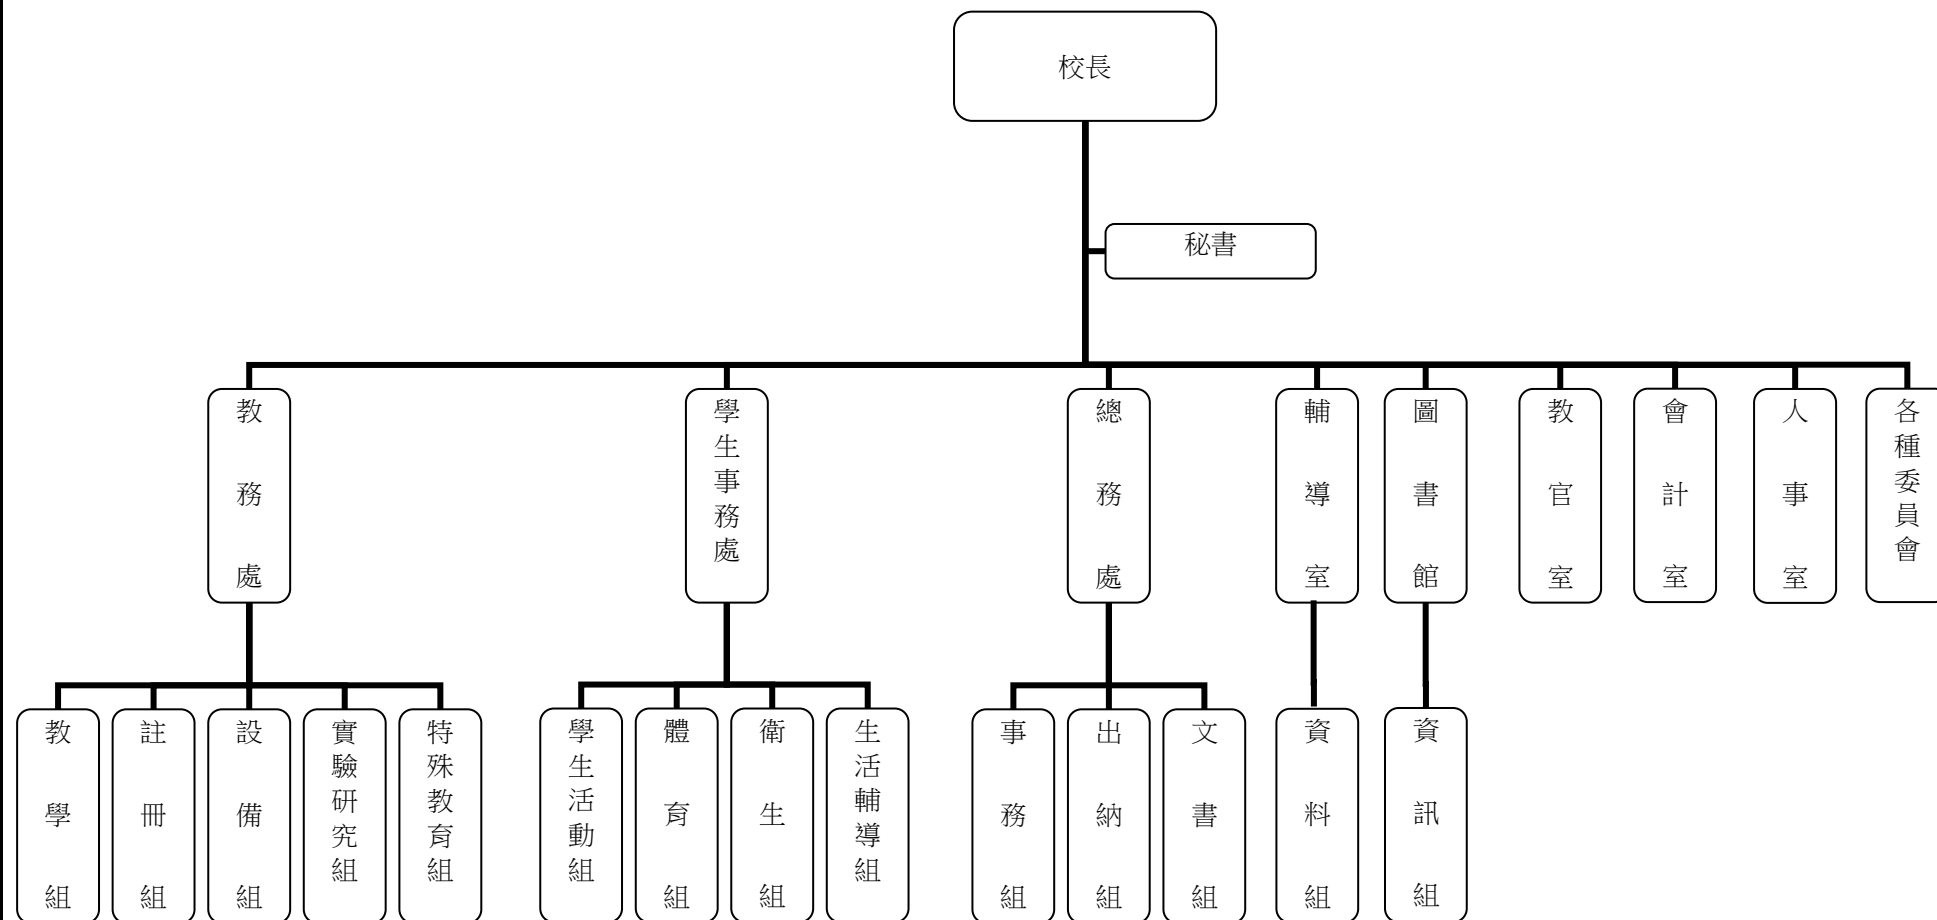 校長
秘書
教務處
學生事務處
總務處
輔導室
圖書館
教官室
會計室
人事室
各種委員會
教學組
註冊組
設備組
實驗研究組
特殊教育組
學生活動組
體育組
衛生組
生活輔導組
事務組
出納組
文書組
資料組
資訊組